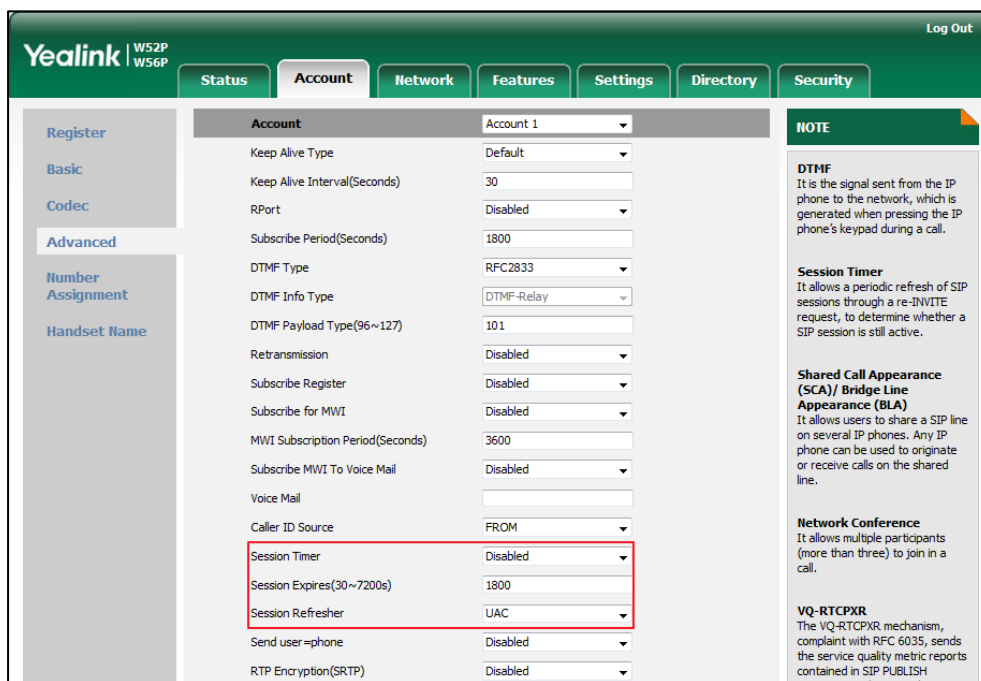 Log Out
Yealink | W52P
W56P
Status Account Network Features Settings Directory Security
Register
Basic
Codec
Advanced
Number
Assignment
Handset Name
Account Account 1
Keep Alive Type Default
Keep Alive Interval(Seconds) 30
RPort Disabled
Subscribe Period(Seconds) 1800
DTMF Type RFC2833
DTMF Info Type DTMF-Relay
DTMF Payload Type(96~127) 101
Retransmission Disabled
Subscribe Register Disabled
Subscribe for MWI Disabled
MWI Subscription Period(Seconds) 3600
Subscribe MWI To Voice Mail Disabled
Voice Mail
Caller ID Source FROM
Session Timer Disabled
Session Expires(30~7200s) 1800
Session Refresher UAC
Send user=phone Disabled
RTP Encryption(SRTP) Disabled
NOTE
DTMF
It is the signal sent from the IP
phone to the network, which is
generated when pressing the IP
phone's keypad during a call.
Session Timer
It allows a periodic refresh of SIP
sessions through a re-INVITE
request, to determine whether a
SIP session is still active.
Shared Call Appearance
(SCA)/ Bridge Line
Appearance (BLA)
It allows users to share a SIP line
on several IP phones. Any IP
phone can be used to originate
or receive calls on the shared
line.
Network Conference
It allows multiple participants
(more than three) to join in a
call.
VQ-RTCPXR
The VQ-RTCPXR mechanism,
complaint with RFC 6035, sends
the service quality metric reports
contained in SIP PUBLISH